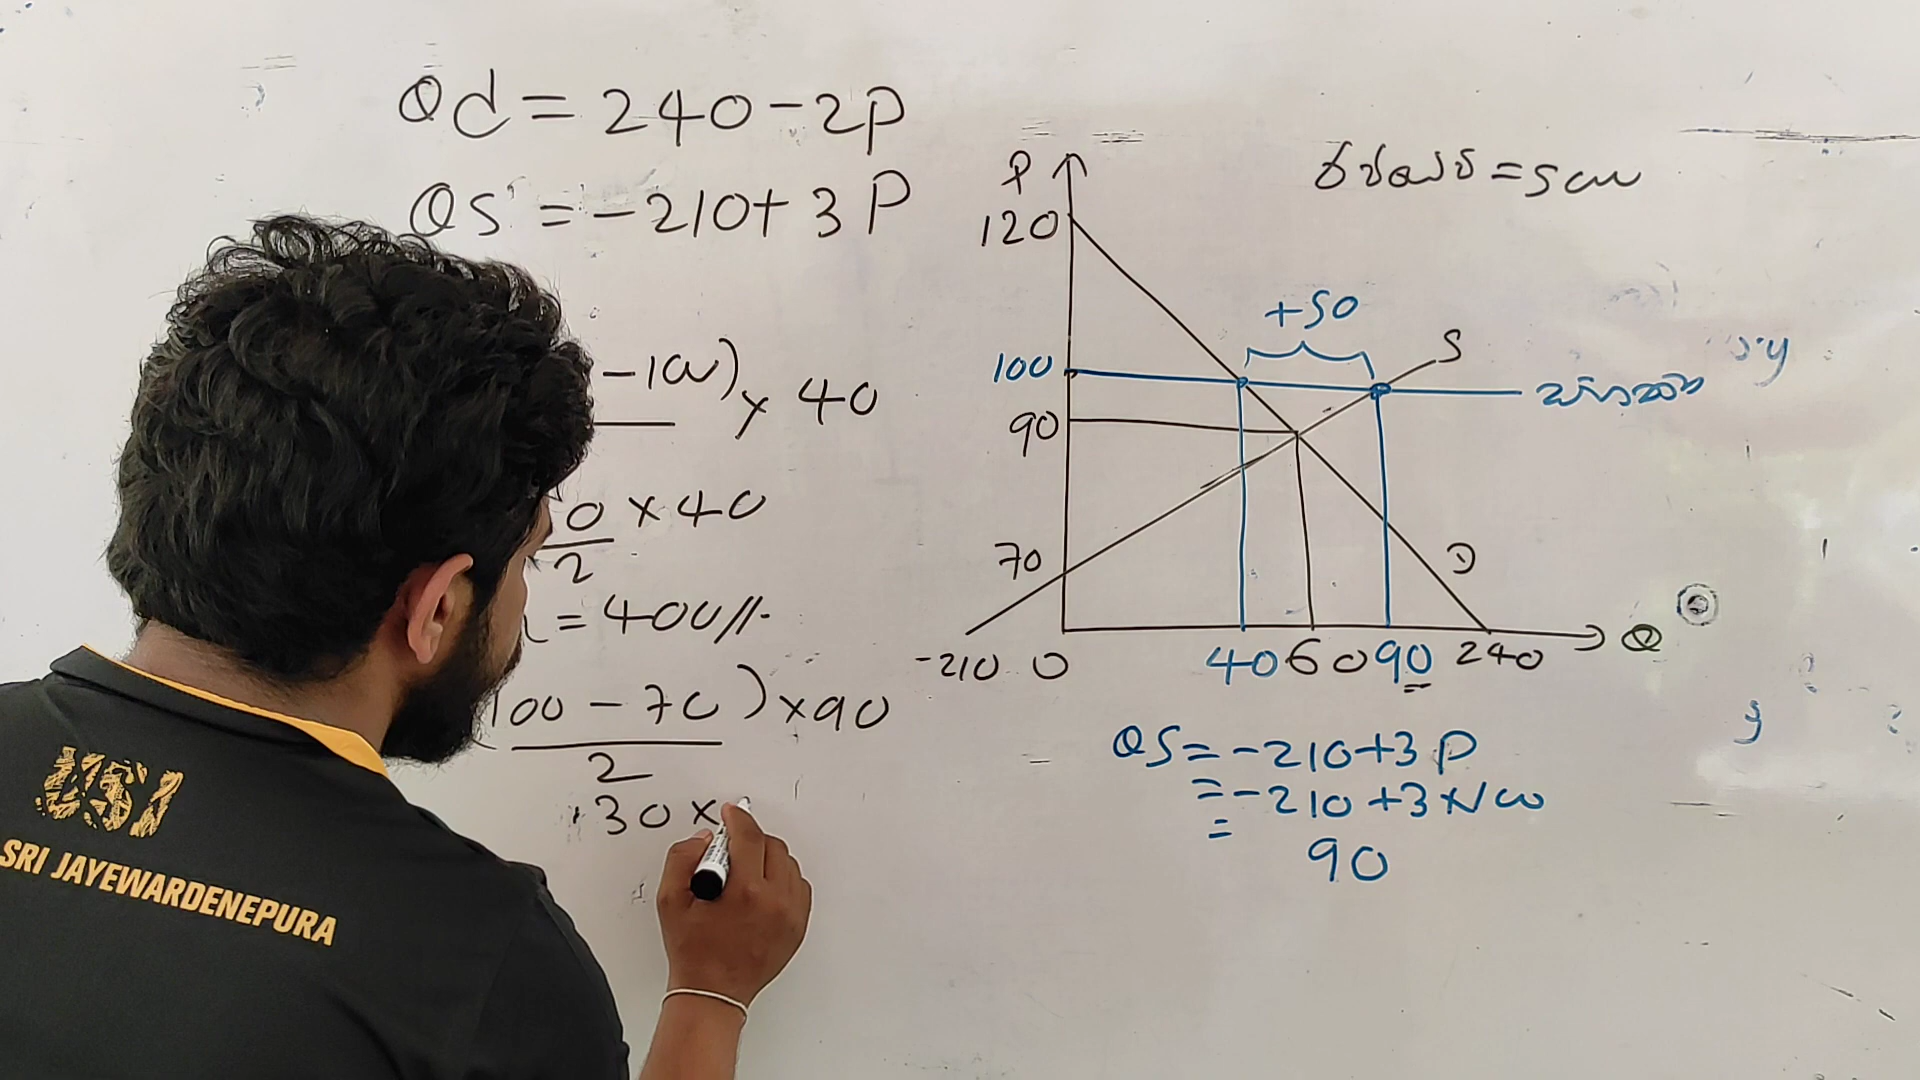 Qd = 240 - 2P
QS = -210 + 3P
-100) × 40
0 × 40
2
= 400//.
100 - 70) × 90
2
30 ×
P
120
100
90
70
+50
S
D
-210 0 40 60 90 240 Q
QS = -210 + 3P
= -210 + 3 × 100
=
90
USJ
SRI JAYEWARDENEPURA